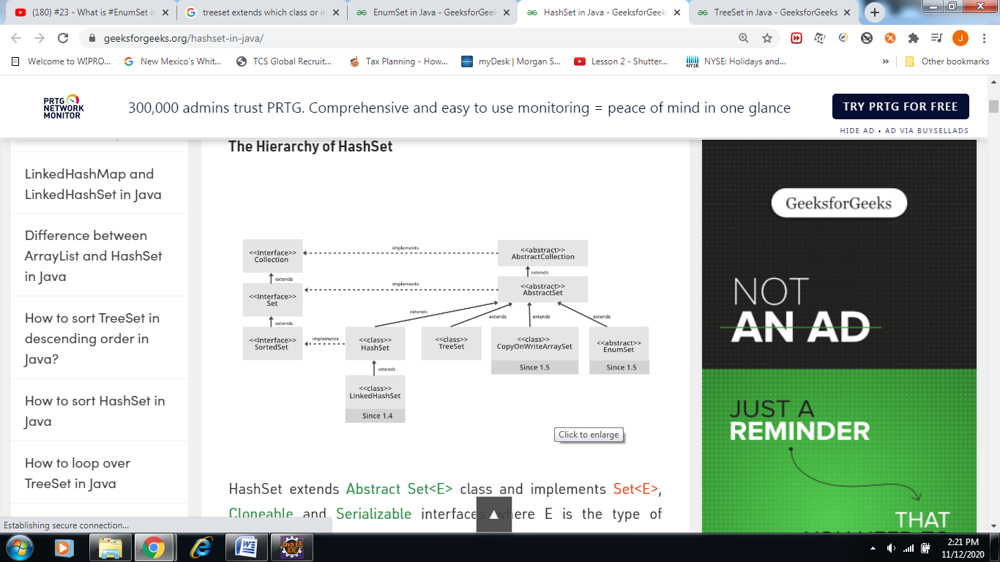 (180) #23 - What is #EnumSet in
treeset extends which class or in
EnumSet in Java - GeeksforGeek
HashSet in Java - GeeksforGeek
TreeSet in Java - GeeksforGeeks
geeksforgeeks.org/hashset-in-java/
J
Welcome to WIPRO...
New Mexico's Whit...
TCS Global Recruit...
Tax Planning - How...
myDesk | Morgan S...
Lesson 2 - Shutter...
NYSE: Holidays and...
»
Other bookmarks
PRTG
NETWORK
MONITOR
300,000 admins trust PRTG. Comprehensive and easy to use monitoring = peace of mind in one glance
TRY PRTG FOR FREE
HIDE AD • AD VIA BUYSELLADS
LinkedHashMap and
LinkedHashSet in Java
Difference between
ArrayList and HashSet
in Java
How to sort TreeSet in
descending order in
Java?
How to sort HashSet in
Java
How to loop over
TreeSet in Java
The Hierarchy of HashSet
<<Interface>>
Collection
implements
<<abstract>>
AbstractCollection
extends
extends
<<Interface>>
Set
implements
<<abstract>>
AbstractSet
extends
extends
extends
extends
extends
<<Interface>>
SortedSet
implements
<<class>>
HashSet
<<class>>
TreeSet
<<class>>
CopyOnWriteArraySet
Since 1.5
<<abstract>>
EnumSet
Since 1.5
extends
<<class>>
LinkedHashSet
Since 1.4
Click to enlarge
HashSet extends Abstract Set<E> class and implements Set<E>,
Cloneable and Serializable interfaces where E is the type of
GeeksforGeeks
NOT
AN AD
JUST A
REMINDER
THAT
YOU NEED TO
Establishing secure connection...
Java EE
IDE
2:21 PM
11/12/2020